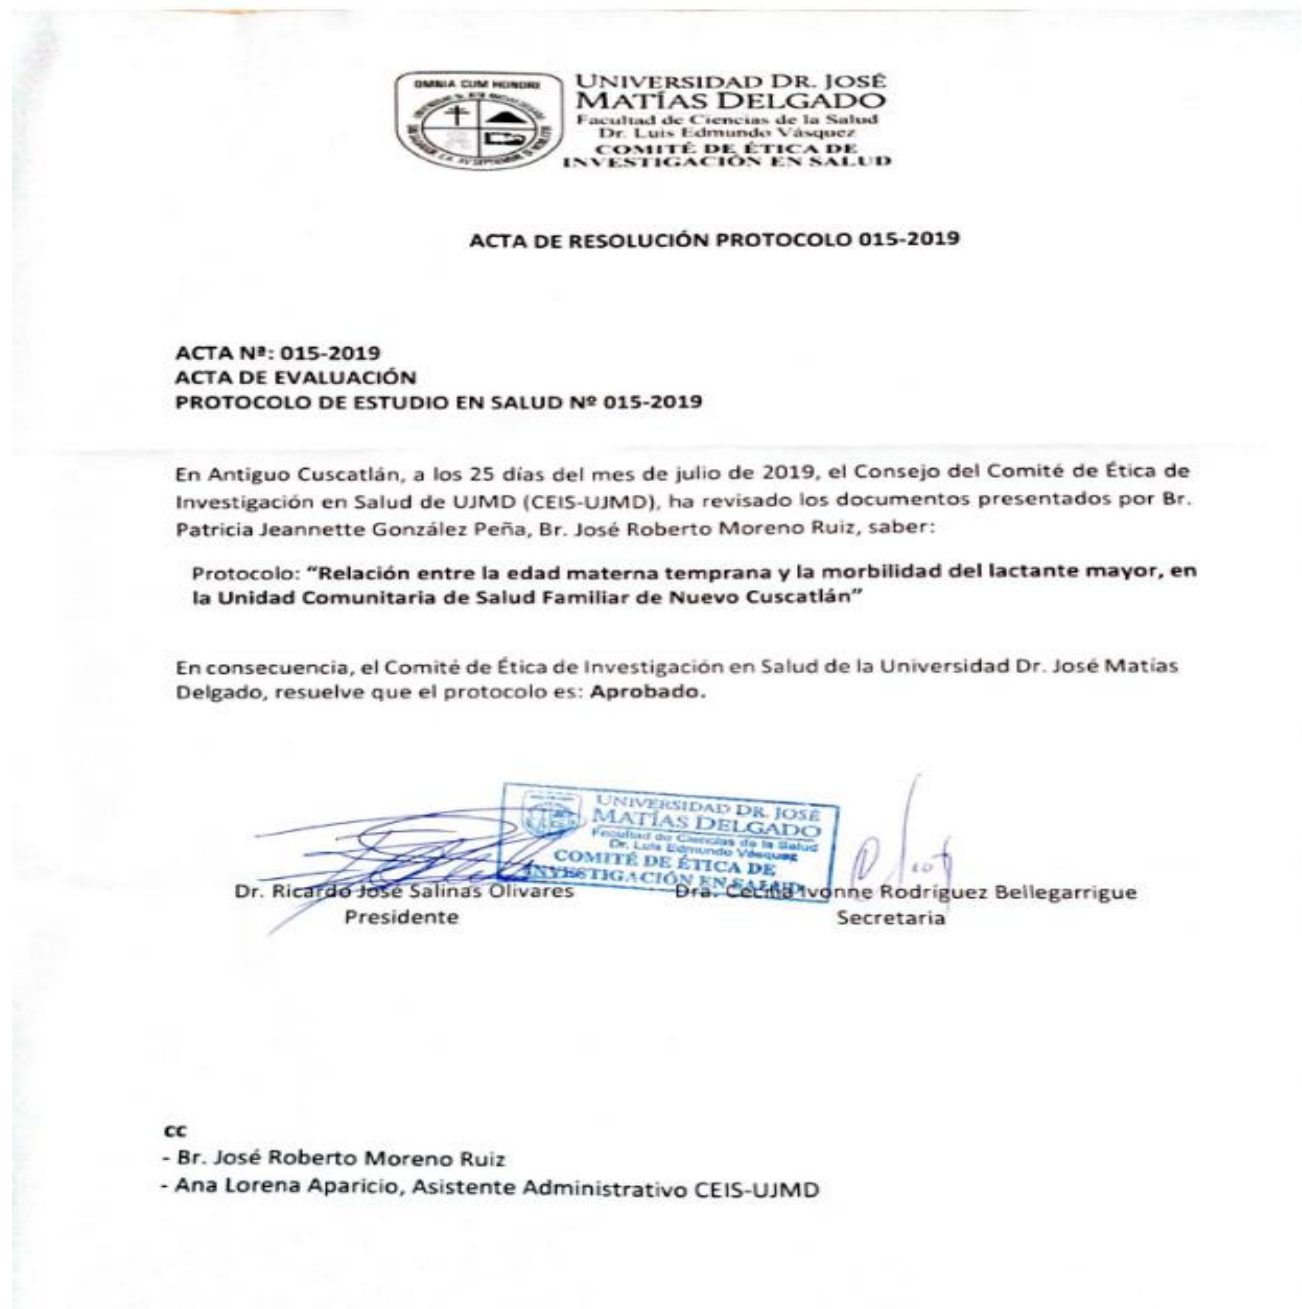 OMNIA CUM HONORE
UNIVERSIDAD DR. JOSÉ
MATÍAS DELGADO
Facultad de Ciencias de la Salud
Dr. Luis Edmundo Vásquez
COMITÉ DE ÉTICA DE
INVESTIGACIÓN EN SALUD
ACTA DE RESOLUCIÓN PROTOCOLO 015-2019
ACTA Nª: 015-2019
ACTA DE EVALUACIÓN
PROTOCOLO DE ESTUDIO EN SALUD Nº 015-2019
En Antiguo Cuscatlán, a los 25 días del mes de julio de 2019, el Consejo del Comité de Ética de
Investigación en Salud de UJMD (CEIS-UJMD), ha revisado los documentos presentados por Br.
Patricia Jeannette González Peña, Br. José Roberto Moreno Ruiz, saber:
Protocolo: “Relación entre la edad materna temprana y la morbilidad del lactante mayor, en
la Unidad Comunitaria de Salud Familiar de Nuevo Cuscatlán”
En consecuencia, el Comité de Ética de Investigación en Salud de la Universidad Dr. José Matías
Delgado, resuelve que el protocolo es: Aprobado.
UNIVERSIDAD DR. JOSÉ
MATÍAS DELGADO
Facultad de Ciencias de la Salud
Dr. Luis Edmundo Vásquez
COMITÉ DE ÉTICA DE
INVESTIGACIÓN EN SALUD
Dr. Ricardo José Salinas Olivares Dra. Cecilia Ivonne Rodríguez Bellegarrigue
Presidente Secretaria
cc
- Br. José Roberto Moreno Ruiz
- Ana Lorena Aparicio, Asistente Administrativo CEIS-UJMD